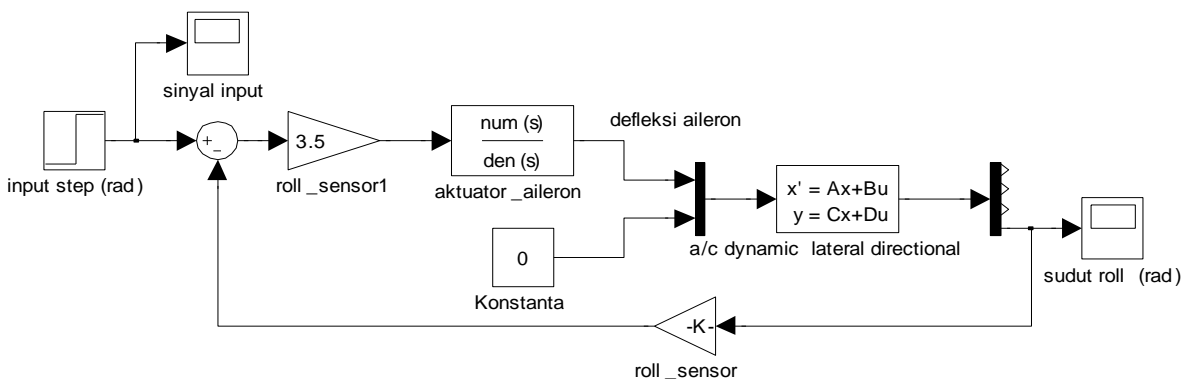 sinyal input
input step (rad)
+
-
3.5
roll _sensor1
num (s)
den (s)
aktuator _aileron
defleksi aileron
0
Konstanta
x' = Ax+Bu
y = Cx+Du
a/c dynamic lateral directional
sudut roll (rad)
-K-
roll _sensor